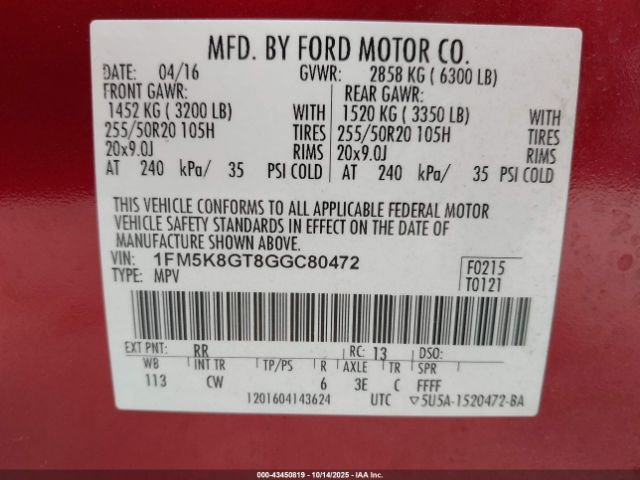 MFD. BY FORD MOTOR CO.
DATE: 04/16 GVWR: 2858 KG ( 6300 LB)
FRONT GAWR: REAR GAWR:
1452 KG ( 3200 LB) WITH 1520 KG ( 3350 LB) WITH
255/50R20 105H TIRES 255/50R20 105H TIRES
20x9.0J RIMS 20x9.0J RIMS
AT 240 kPa/ 35 PSI COLD AT 240 kPa/ 35 PSI COLD
THIS VEHICLE CONFORMS TO ALL APPLICABLE FEDERAL MOTOR
VEHICLE SAFETY STANDARDS IN EFFECT ON THE DATE OF
MANUFACTURE SHOWN ABOVE.
VIN: 1FM5K8GT8GGC80472 F0215
TYPE: MPV T0121
EXT PNT: RR RC: 13 DSO:
WB INT TR TP/PS R AXLE TR SPR
113 CW 6 3E C FFFF
1201604143624 UTC ▽5U5A-1520472-BA
000-43450819 | 10/14/2025 | IAA, Inc.